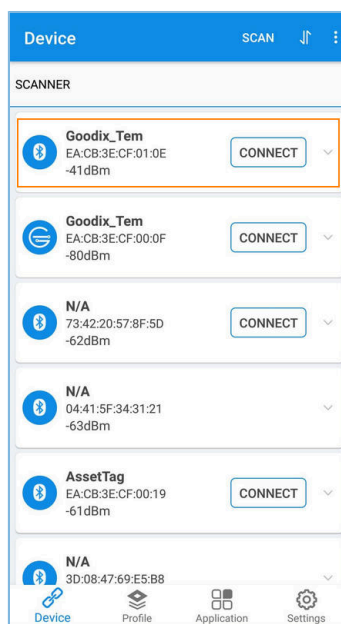 Device
SCAN
SCANNER
Goodix_Tem
EA:CB:3E:CF:01:0E
-41dBm
CONNECT
Goodix_Tem
EA:CB:3E:CF:00:0F
-80dBm
CONNECT
N/A
73:42:20:57:8F:5D
-62dBm
CONNECT
N/A
04:41:5F:34:31:21
-63dBm
AssetTag
EA:CB:3E:CF:00:19
-61dBm
CONNECT
N/A
3D:08:47:69:E5:B8
Device
Profile
Application
Settings